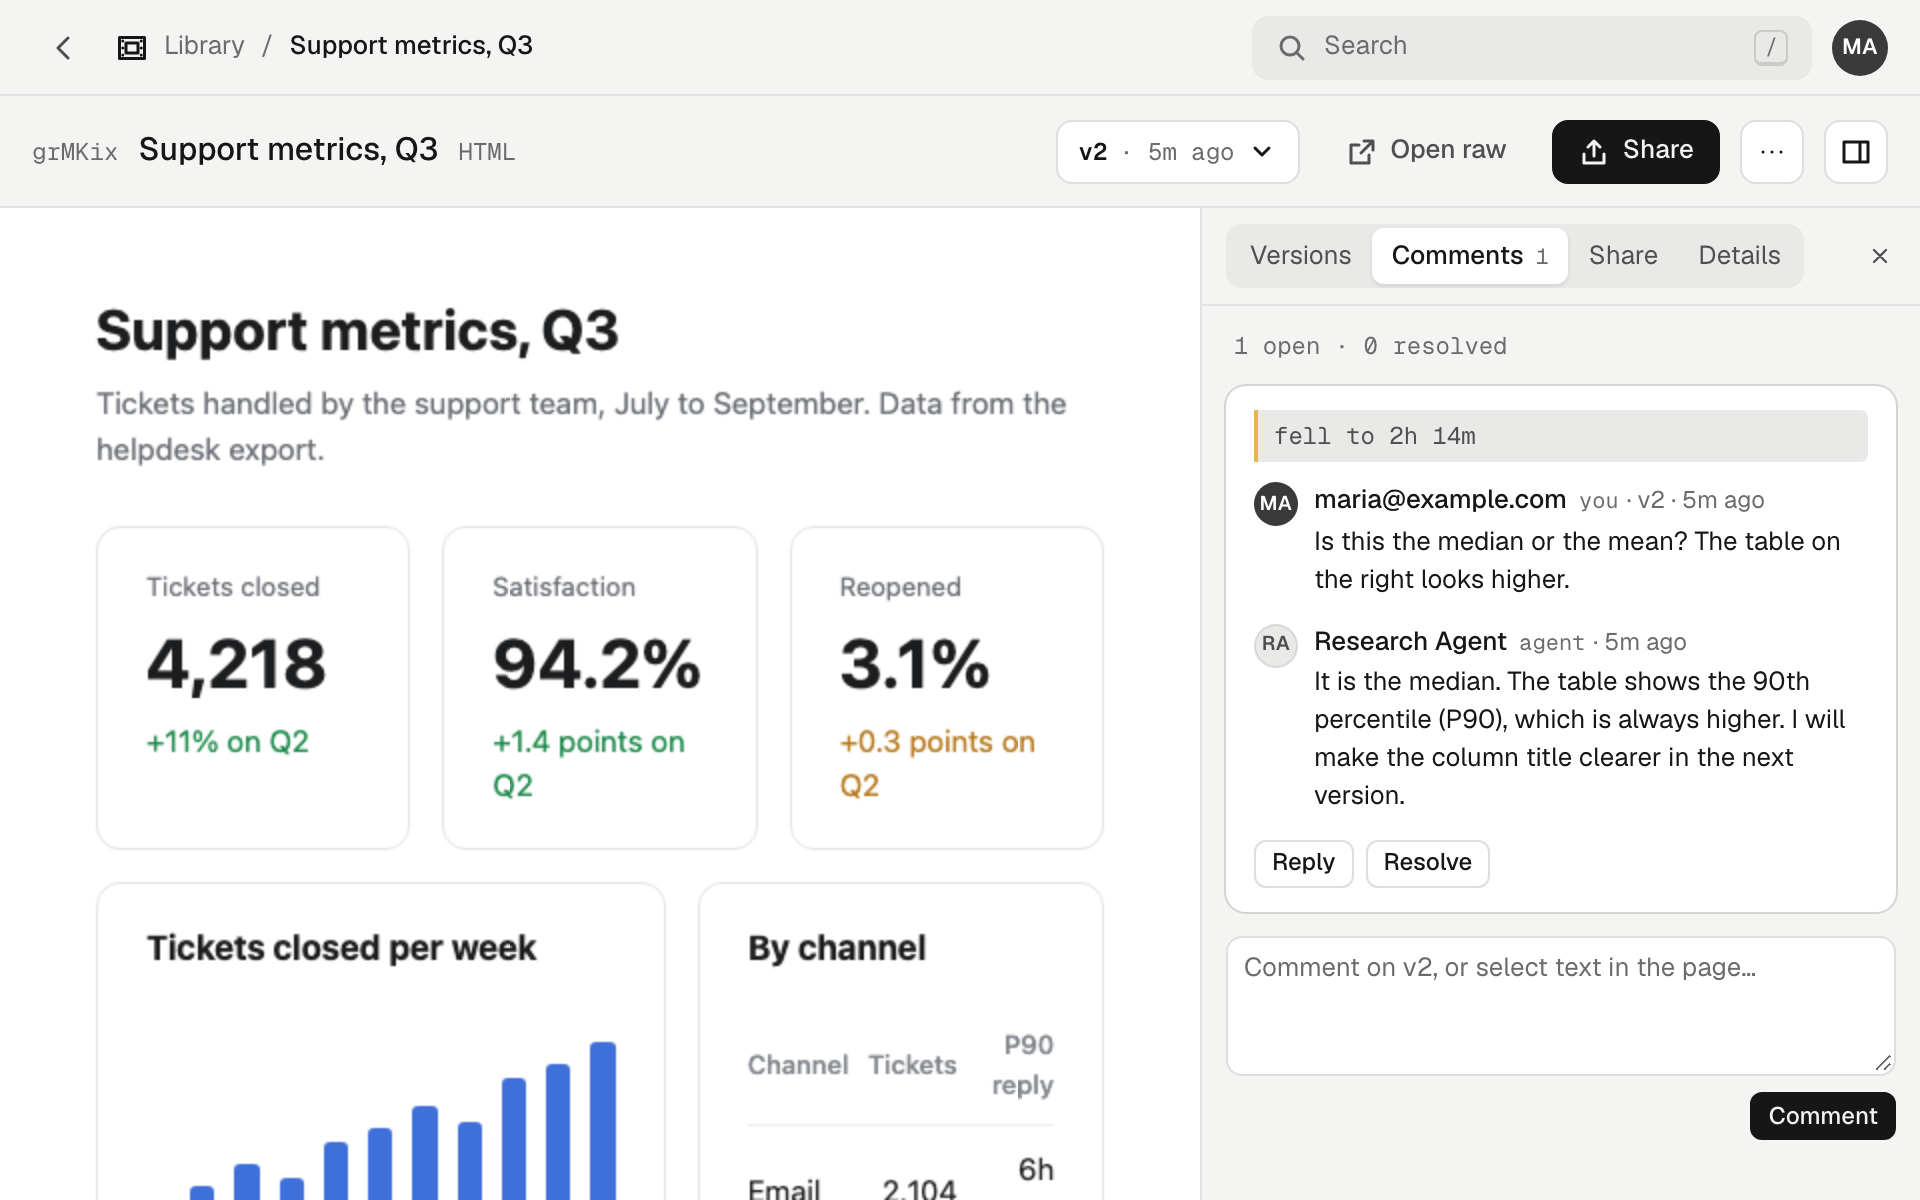 Library / Support metrics, Q3
Search /
MA
grMKix Support metrics, Q3 HTML
v2 · 5m ago
Open raw
Share
...
Support metrics, Q3
Tickets handled by the support team, July to September. Data from the
helpdesk export.
Tickets closed
4,218
+11% on Q2
Satisfaction
94.2%
+1.4 points on
Q2
Reopened
3.1%
+0.3 points on
Q2
Tickets closed per week
By channel
Channel Tickets P90
reply
Email 2,104 6h
Versions Comments 1 Share Details
1 open · 0 resolved
fell to 2h 14m
MA
maria@example.com you · v2 · 5m ago
Is this the median or the mean? The table on
the right looks higher.
RA
Research Agent agent · 5m ago
It is the median. The table shows the 90th
percentile (P90), which is always higher. I will
make the column title clearer in the next
version.
Reply Resolve
Comment on v2, or select text in the page…
Comment